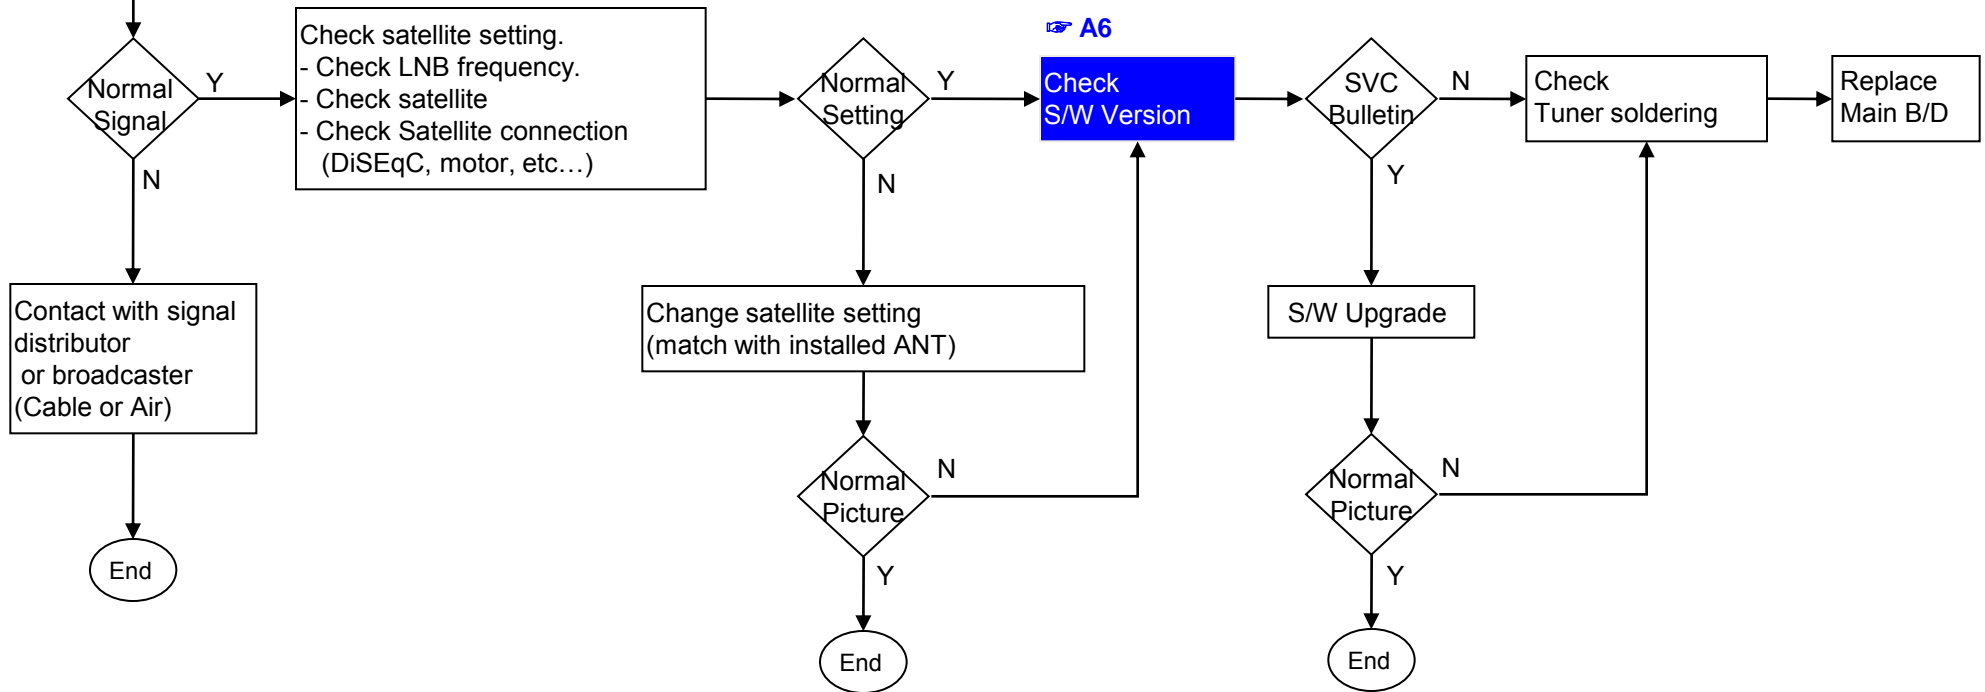 ☞ A6
Normal
Signal
Y
N
Check satellite setting.
- Check LNB frequency.
- Check satellite
- Check Satellite connection
(DiSEqC, motor, etc…)
Normal
Setting
Y
N
Check
S/W Version
SVC
Bulletin
N
Y
Check
Tuner soldering
Replace
Main B/D
Contact with signal
distributor
or broadcaster
(Cable or Air)
Change satellite setting
(match with installed ANT)
S/W Upgrade
Normal
Picture
N
Y
Normal
Picture
N
Y
End
End
End